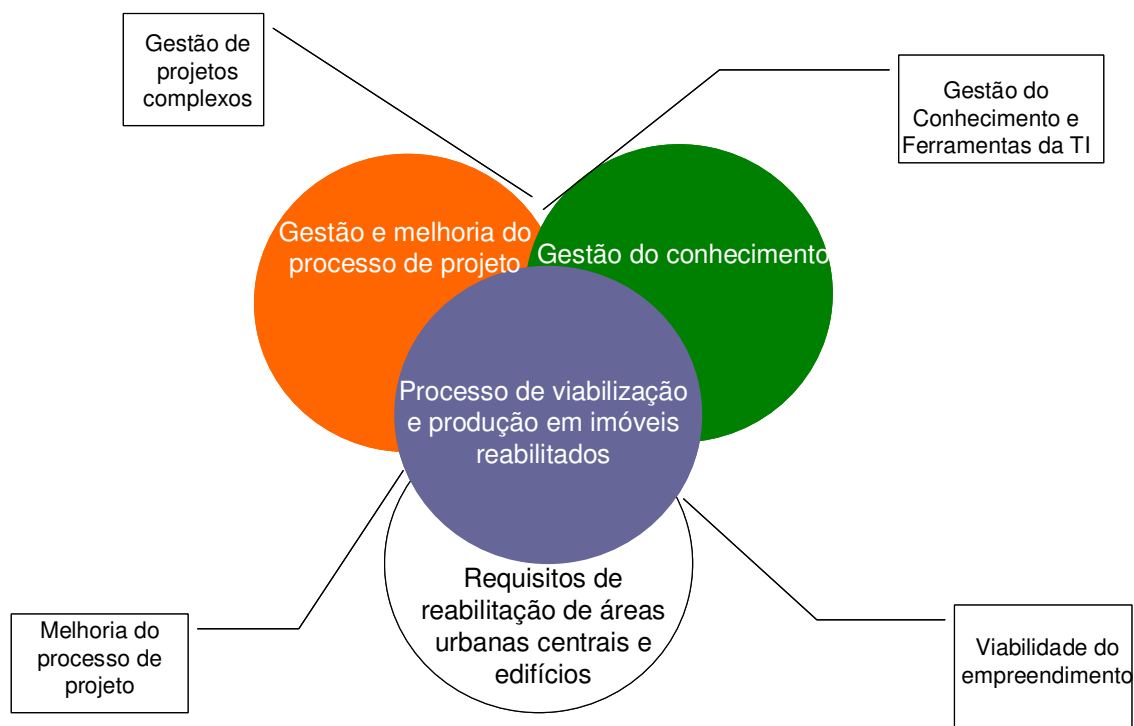 Gestão de
projetos
complexos
Gestão do
Conhecimento e
Ferramentas da TI
Gestão e melhoria do
processo de projeto
Gestão do conhecimento
Processo de viabilização
e produção em imóveis
reabilitados
Requisitos de
reabilitação de áreas
urbanas centrais e
edifícios
Melhoria do
processo de
projeto
Viabilidade do
empreendimento